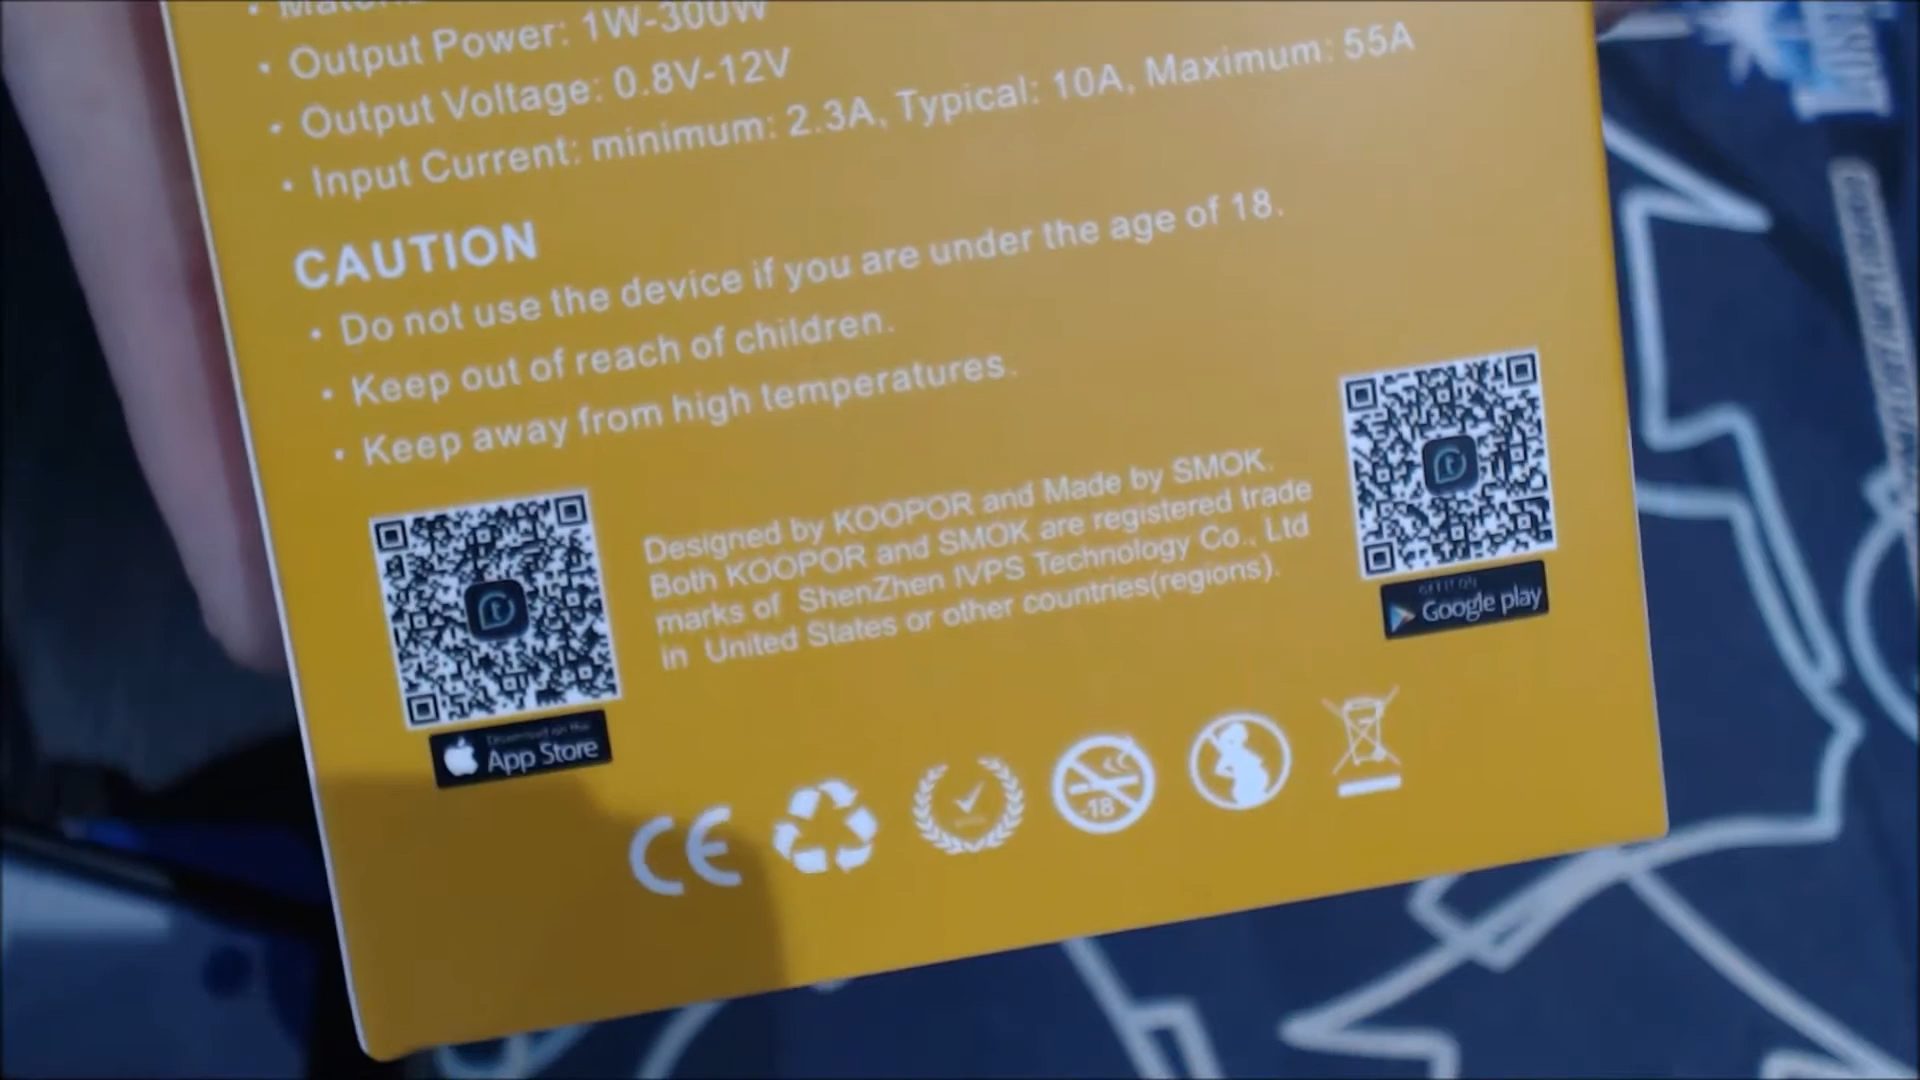 • Output Power: 1W-300W
• Output Voltage: 0.8V-12V
• Input Current: minimum: 2.3A, Typical: 10A, Maximum: 55A
CAUTION
• Do not use the device if you are under the age of 18.
• Keep out of reach of children.
• Keep away from high temperatures.
Designed by KOOPOR and Made by SMOK.
Both KOOPOR and SMOK are registered trade
marks of ShenZhen IVPS Technology Co., Ltd
in United States or other countries(regions).
Download on the
App Store
GET IT ON
Google play
CE
-18